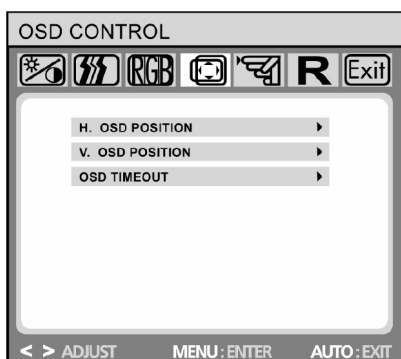 OSD CONTROL
RGB R Exit
H. OSD POSITION
V. OSD POSITION
OSD TIMEOUT
< > ADJUST MENU : ENTER AUTO : EXIT